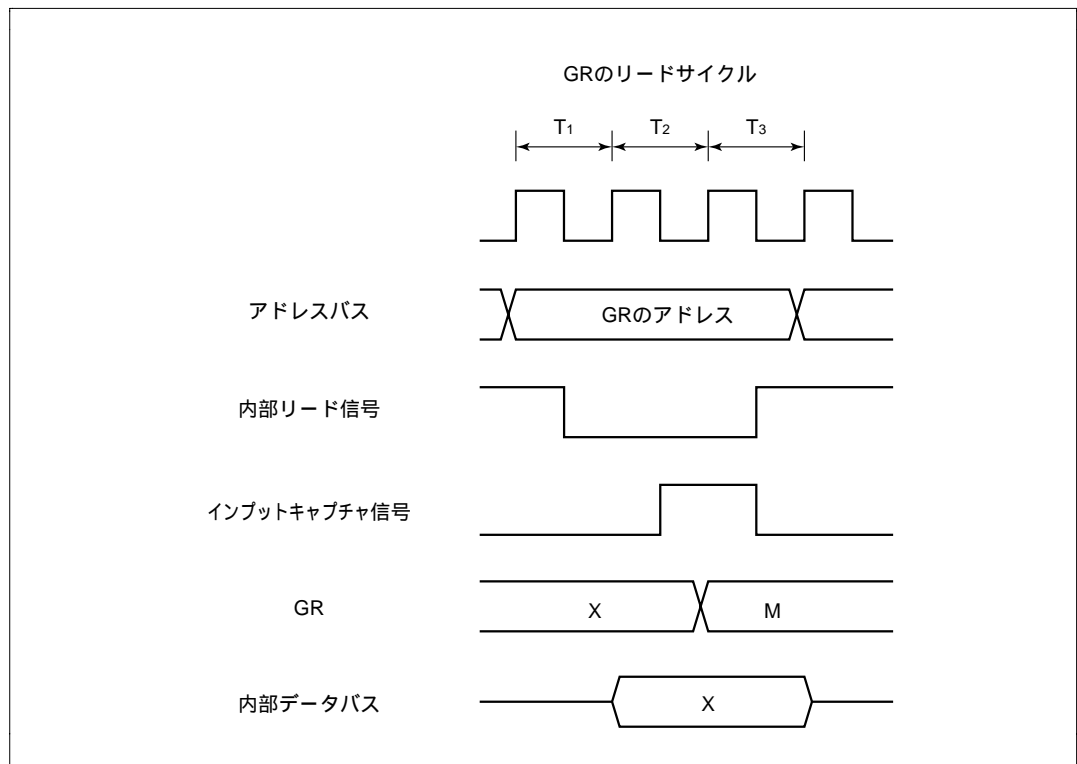 GRのリードサイクル
T1 T2 T3
アドレスバス
GRのアドレス
内部リード信号
インプットキャプチャ信号
GR
X
M
内部データバス
X